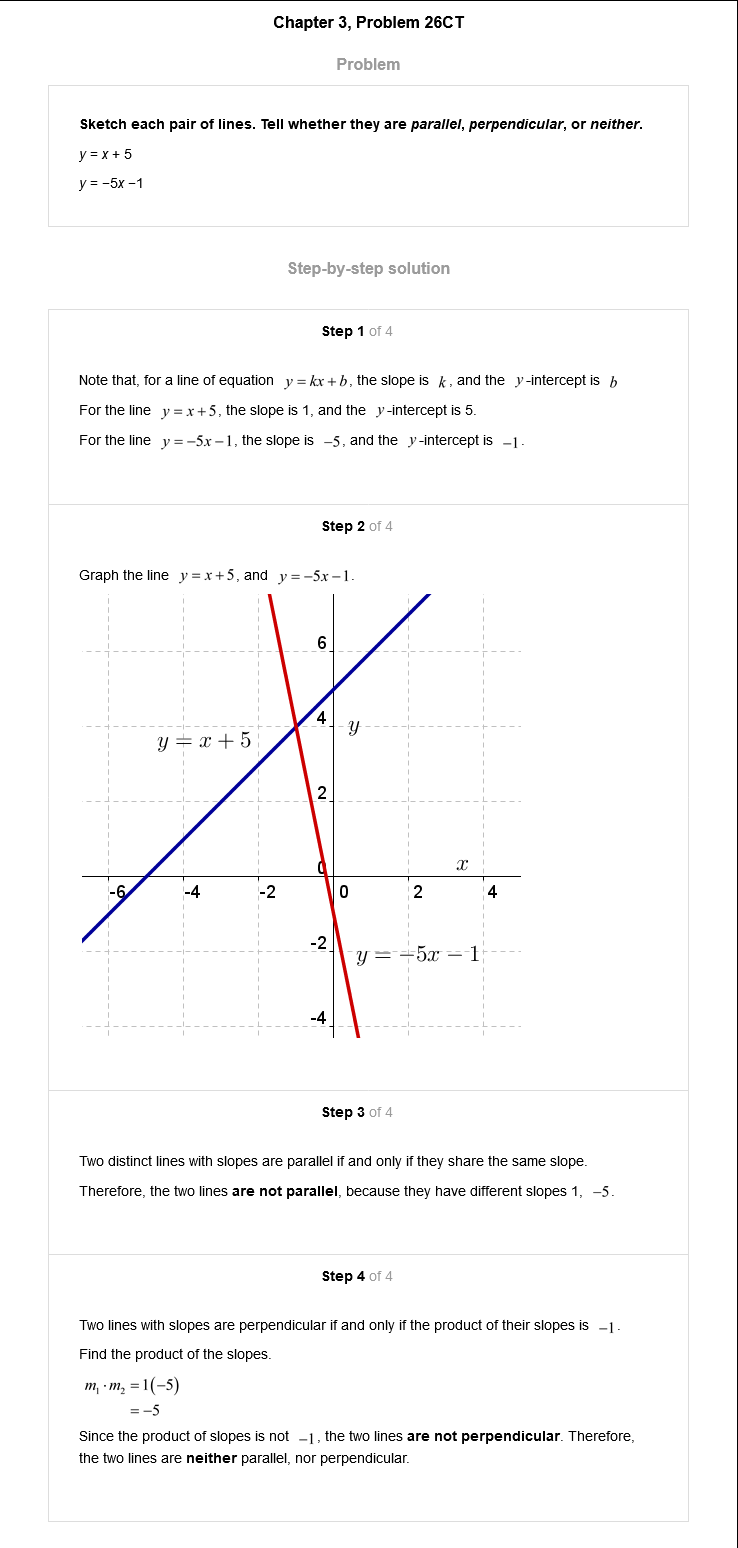 Chapter 3, Problem 26CT
Problem
Sketch each pair of lines. Tell whether they are parallel, perpendicular, or neither.
y = x + 5
y = −5x −1
Step-by-step solution
Step 1 of 4
Note that, for a line of equation y = kx + b, the slope is k, and the y-intercept is b
For the line y = x + 5, the slope is 1, and the y-intercept is 5.
For the line y = −5x − 1, the slope is −5, and the y-intercept is −1.
Step 2 of 4
Graph the line y = x + 5, and y = −5x − 1.
6
4
y
y = x + 5
2
x
0
-6 -4 -2 0 2 4
-2
y = −5x − 1
-4
Step 3 of 4
Two distinct lines with slopes are parallel if and only if they share the same slope.
Therefore, the two lines are not parallel, because they have different slopes 1, −5.
Step 4 of 4
Two lines with slopes are perpendicular if and only if the product of their slopes is −1.
Find the product of the slopes.
m₁ · m₂ = 1(−5)
= −5
Since the product of slopes is not −1, the two lines are not perpendicular. Therefore,
the two lines are neither parallel, nor perpendicular.